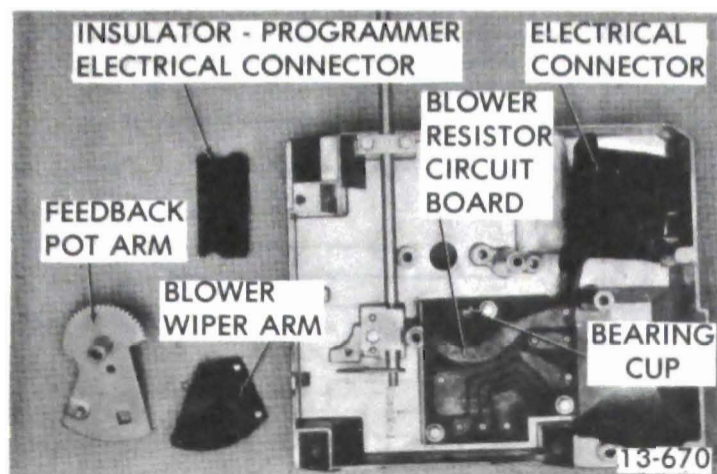 INSULATOR - PROGRAMMER
ELECTRICAL CONNECTOR
ELECTRICAL
CONNECTOR
BLOWER
RESISTOR
CIRCUIT
BOARD
FEEDBACK
POT ARM
BLOWER
WIPER ARM
BEARING
CUP
13-670